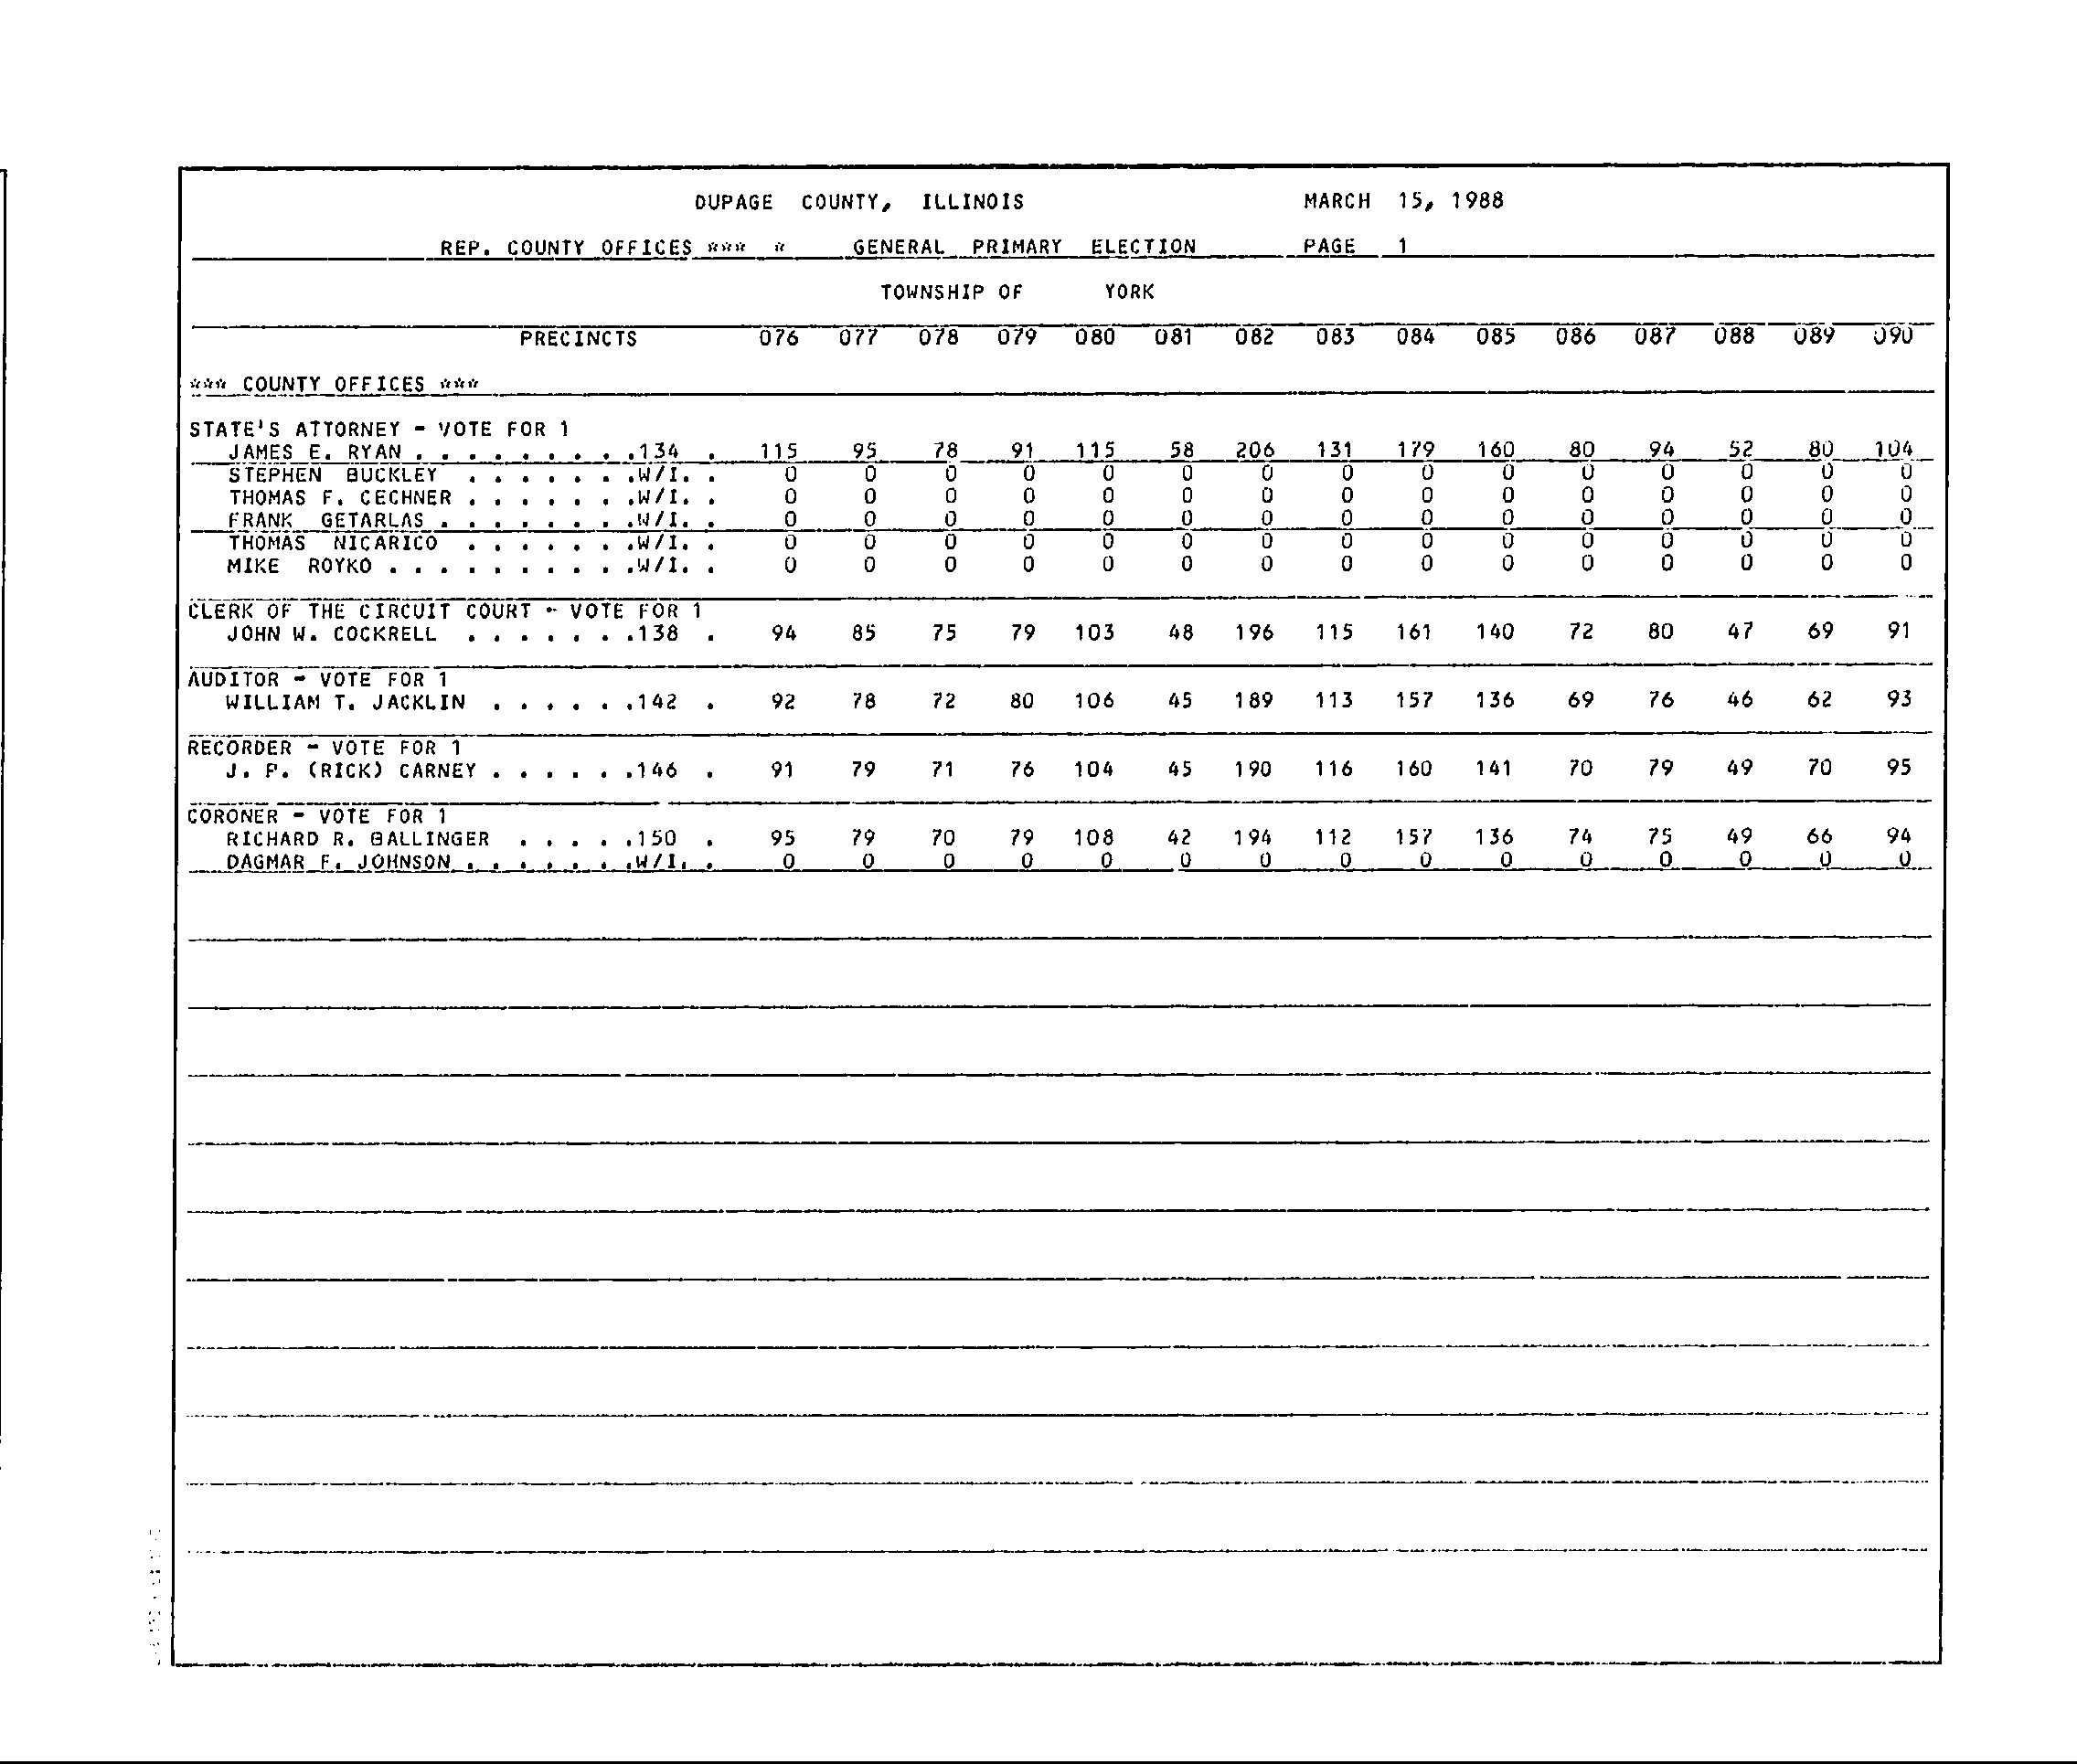 DUPAGE COUNTY, ILLINOIS MARCH 15, 1988
REP. COUNTY OFFICES *** * GENERAL PRIMARY ELECTION PAGE 1
TOWNSHIP OF YORK
PRECINCTS 076 077 078 079 080 081 082 083 084 085 086 087 088 089 090
*** COUNTY OFFICES ***
STATE'S ATTORNEY - VOTE FOR 1
JAMES E. RYAN . . . . . . . . .134 . 115 95 78 91 115 58 206 131 179 160 80 94 52 80 104
STEPHEN BUCKLEY . . . . . . .W/I. . 0 0 0 0 0 0 0 0 0 0 0 0 0 0 0
THOMAS F. CECHNER . . . . . . .W/I. . 0 0 0 0 0 0 0 0 0 0 0 0 0 0 0
FRANK GETARLAS . . . . . . . .W/I. . 0 0 0 0 0 0 0 0 0 0 0 0 0 0 0
THOMAS NICARICO . . . . . . .W/I. . 0 0 0 0 0 0 0 0 0 0 0 0 0 0 0
MIKE ROYKO . . . . . . . . . .W/I. . 0 0 0 0 0 0 0 0 0 0 0 0 0 0 0
CLERK OF THE CIRCUIT COURT - VOTE FOR 1
JOHN W. COCKRELL . . . . . . .138 . 94 85 75 79 103 48 196 115 161 140 72 80 47 69 91
AUDITOR - VOTE FOR 1
WILLIAM T. JACKLIN . . . . . .142 . 92 78 72 80 106 45 189 113 157 136 69 76 46 62 93
RECORDER - VOTE FOR 1
J. P. (RICK) CARNEY . . . . . .146 . 91 79 71 76 104 45 190 116 160 141 70 79 49 70 95
CORONER - VOTE FOR 1
RICHARD R. BALLINGER . . . . .150 . 95 79 70 79 108 42 194 112 157 136 74 75 49 66 94
DAGMAR F. JOHNSON . . . . . . .W/I. . 0 0 0 0 0 0 0 0 0 0 0 0 0 0 0